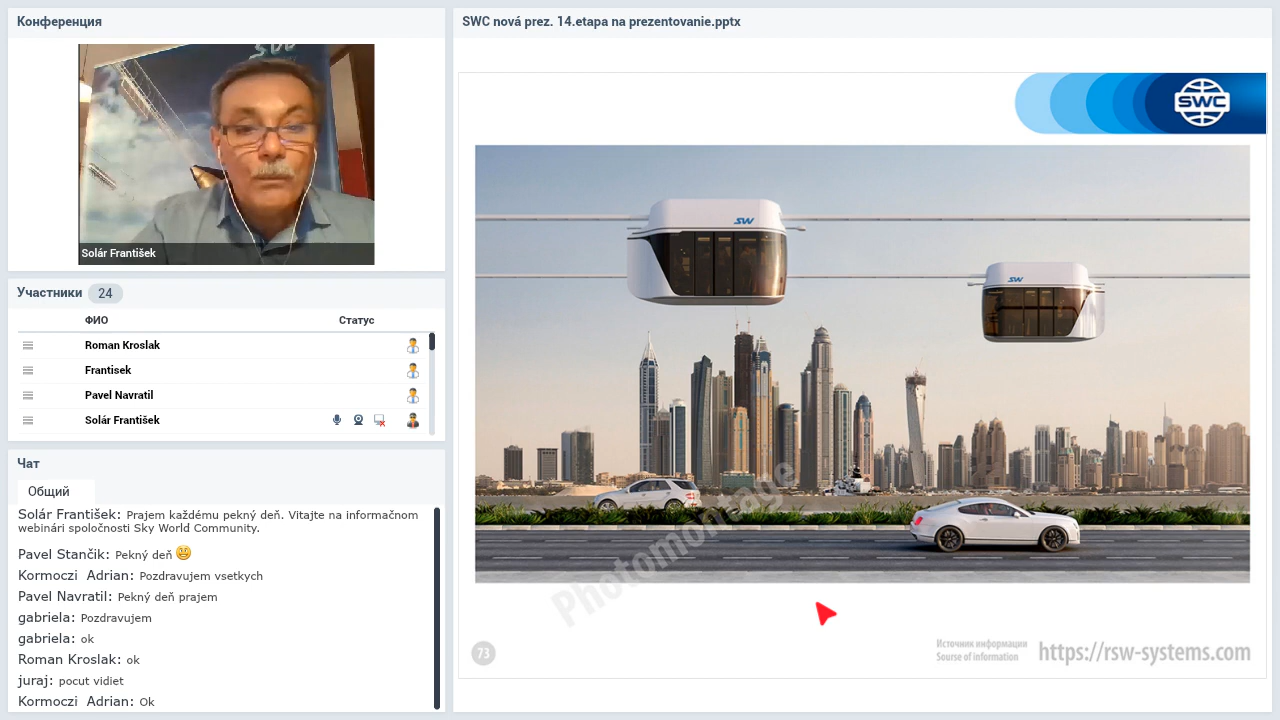 Конференция
Solár František
Участники 24
ФИО Статус
Roman Kroslak
Frantisek
Pavel Navratil
Solár František
Чат
Общий
Solár František: Prajem každému pekný deň. Vitajte na informačnom
webinári spoločnosti Sky World Community.
Pavel Stančik: Pekný deň
Kormoczi Adrian: Pozdravujem vsetkych
Pavel Navratil: Pekný deň prajem
gabriela: Pozdravujem
gabriela: ok
Roman Kroslak: ok
juraj: pocut vidiet
Kormoczi Adrian: Ok
SWC nová prez. 14.etapa na prezentovanie.pptx
SWC
SW
SW
Photomontage
73
Источник информации
Sourse of information
https://rsw-systems.com